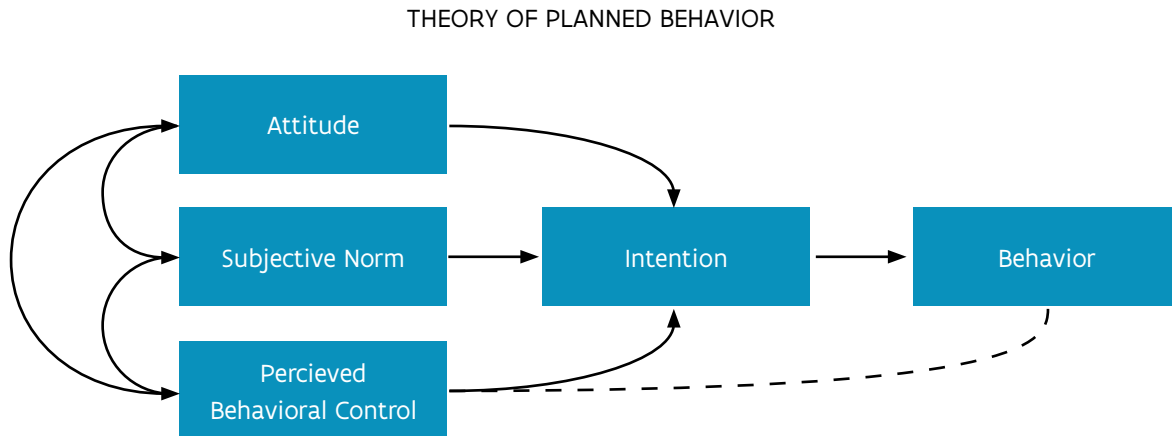 THEORY OF PLANNED BEHAVIOR
Attitude
Subjective Norm
Intention
Behavior
Percieved
Behavioral Control